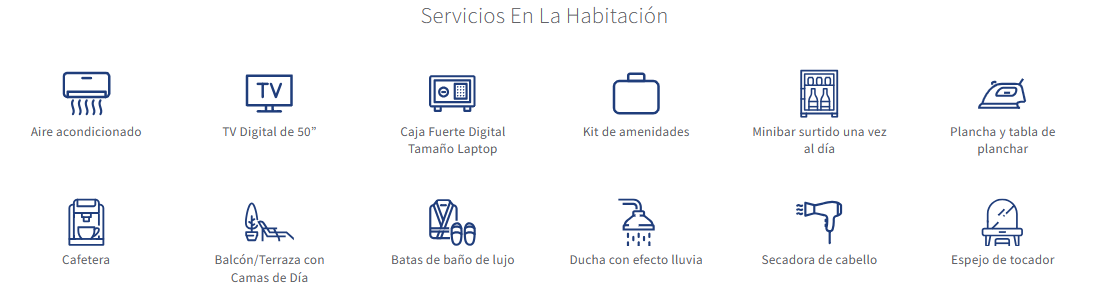 Servicios En La Habitación
TV
Aire acondicionado
TV Digital de 50”
Caja Fuerte Digital
Tamaño Laptop
Kit de amenidades
Minibar surtido una vez
al día
Plancha y tabla de
planchar
Cafetera
Balcón/Terraza con
Camas de Día
Batas de baño de lujo
Ducha con efecto lluvia
Secadora de cabello
Espejo de tocador